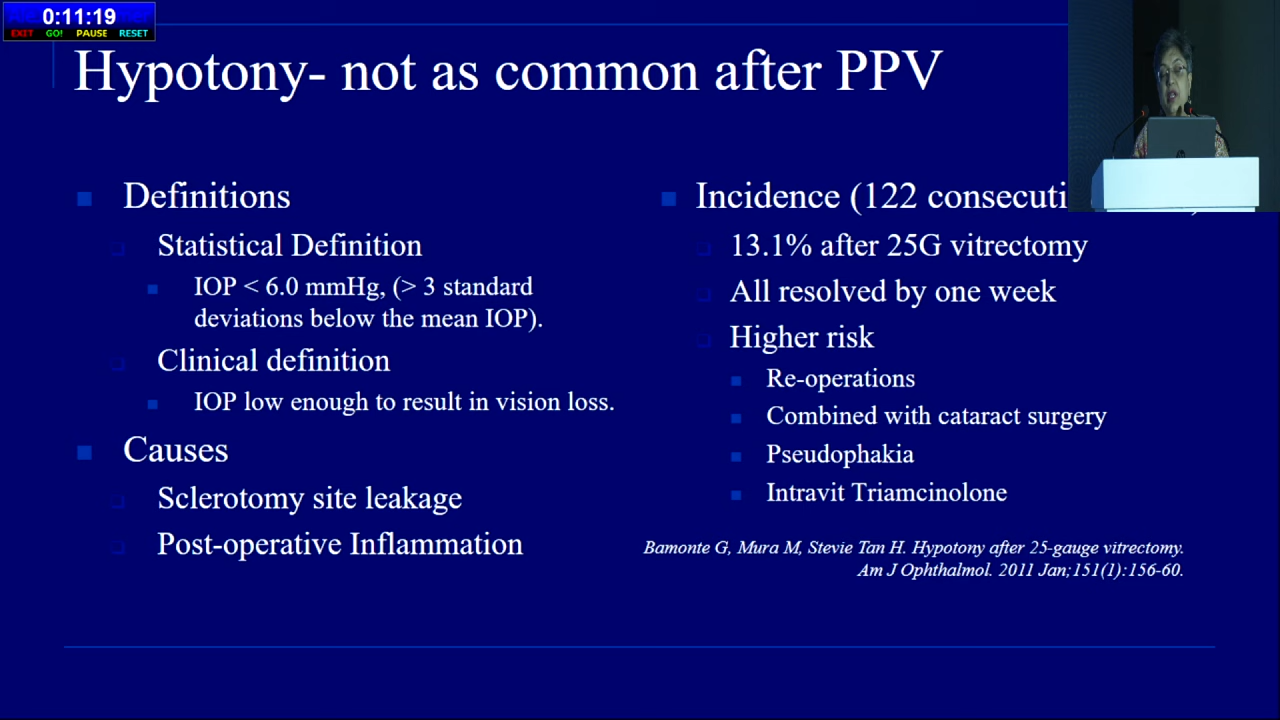 0:11:19
EXIT GO! PAUSE RESET
Hypotony- not as common after PPV
Definitions
Statistical Definition
IOP < 6.0 mmHg, (> 3 standard
deviations below the mean IOP).
Clinical definition
IOP low enough to result in vision loss.
Causes
Sclerotomy site leakage
Post-operative Inflammation
Incidence (122
13.1% after 25G vitrectomy
All resolved by one week
Higher risk
Re-operations
Combined with cataract surgery
Pseudophakia
Intravit Triamcinolone
Bamonte G, Mura M, Stevie Tan H. Hypotony after 25-gauge vitrectomy.
Am J Ophthalmol. 2011 Jan;151(1):156-60.